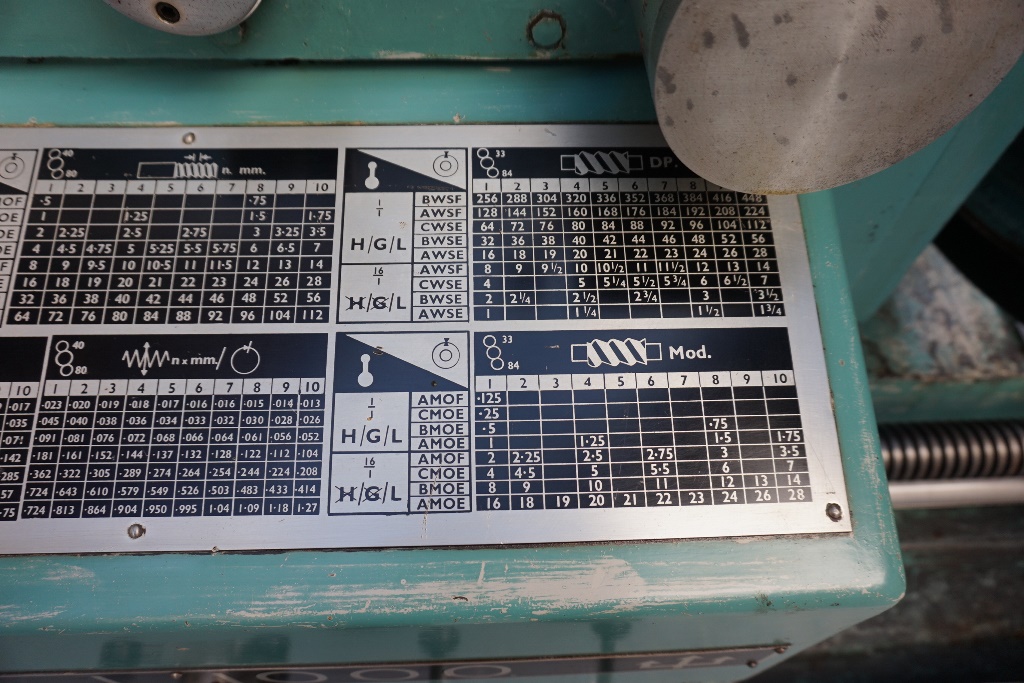 40
80 n. mm.
1 2 3 4 5 6 7 8 9 10
·5 ·75
1 1·25 1·5 1·75
2 2·25 2·5 2·75 3 3·25 3·5
4 4·5 4·75 5 5·25 5·5 5·75 6 6·5 7
8 9 9·5 10 10·5 11 11·5 12 13 14
16 18 19 20 21 22 23 24 26 28
32 36 38 40 42 44 46 48 52 56
64 72 76 80 84 88 92 96 104 112
33
84 DP.
1 2 3 4 5 6 7 8
1/1
H/G/L
16/1
H/G/L
BWSF 256 288 304 320 336 352 368 384 416 448
AWSF 128 144 152 160 168 176 184 192 208 224
CWSE 64 72 76 80 84 88 92 96 104 112
BWSE 32 36 38 40 42 44 46 48 52 56
AWSE 16 18 19 20 21 22 23 24 26 28
AWSF 8 9 9½ 10 10½ 11 11½ 12 13 14
CWSE 4 5 5¼ 5½ 5¾ 6 6½ 7
BWSE 2 2¼ 2½ 2¾ 3 3½
AWSE 1 1¼ 1½ 1¾
40
80 n x mm/
1 2 3 4 5 6 7 8 9 10
·017 ·023 ·020 ·019 ·018 ·017 ·016 ·016 ·015 ·014 ·013
·035 ·045 ·040 ·038 ·036 ·034 ·033 ·032 ·030 ·028 ·026
·071 ·091 ·081 ·076 ·072 ·068 ·066 ·064 ·061 ·056 ·052
·142 ·181 ·161 ·152 ·144 ·137 ·132 ·128 ·122 ·112 ·104
285 ·362 ·322 ·305 ·289 ·274 ·264 ·254 ·244 ·224 ·208
57 ·724 ·643 ·610 ·579 ·549 ·526 ·503 ·483 ·433 ·414
75 ·724 ·813 ·864 ·904 ·950 ·995 1·04 1·09 1·18 1·27
33
84 Mod.
1 2 3 4 5 6 7 8 9 10
1/1
H/G/L
16/1
H/G/L
AMOF ·125
CMOE ·25
BMOE ·5 ·75
AMOE 1 1·25 1·5 1·75
AMOF 2 2·25 2·5 2·75 3 3·5
CMOE 4 4·5 5 5·5 6 7
BMOE 8 9 10 11 12 13 14
AMOE 16 18 19 20 21 22 23 24 26 28